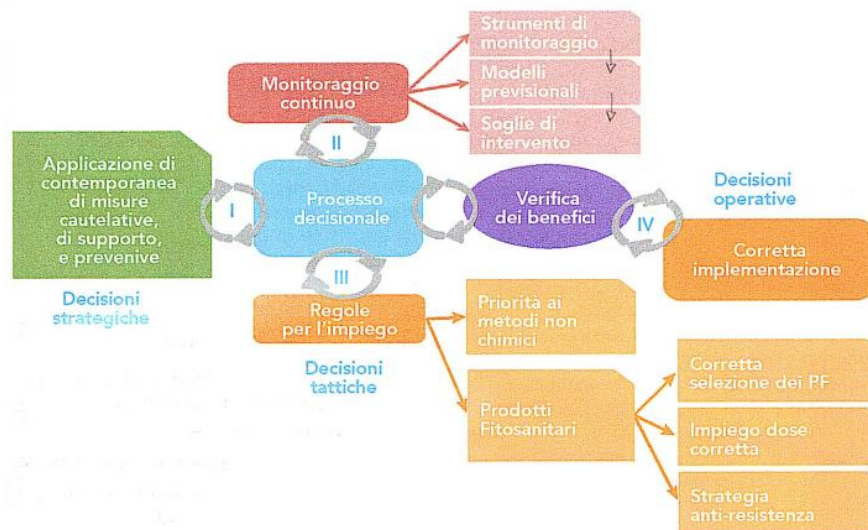 Strumenti di
monitoraggio
Modelli
previsionali
Soglie di
intervento
Monitoraggio
continuo
II
Applicazione di
contemporanea
di misure
cautelative,
di supporto,
e prevenive
I
Processo
decisionale
Verifica
dei benefici
IV
Decisioni
operative
Corretta
implementazione
Decisioni
strategiche
III
Regole
per l'impiego
Decisioni
tattiche
Priorità ai
metodi non
chimici
Prodotti
Fitosanitari
Corretta
selezione dei PF
Impiego dose
corretta
Strategia
anti-resistenza